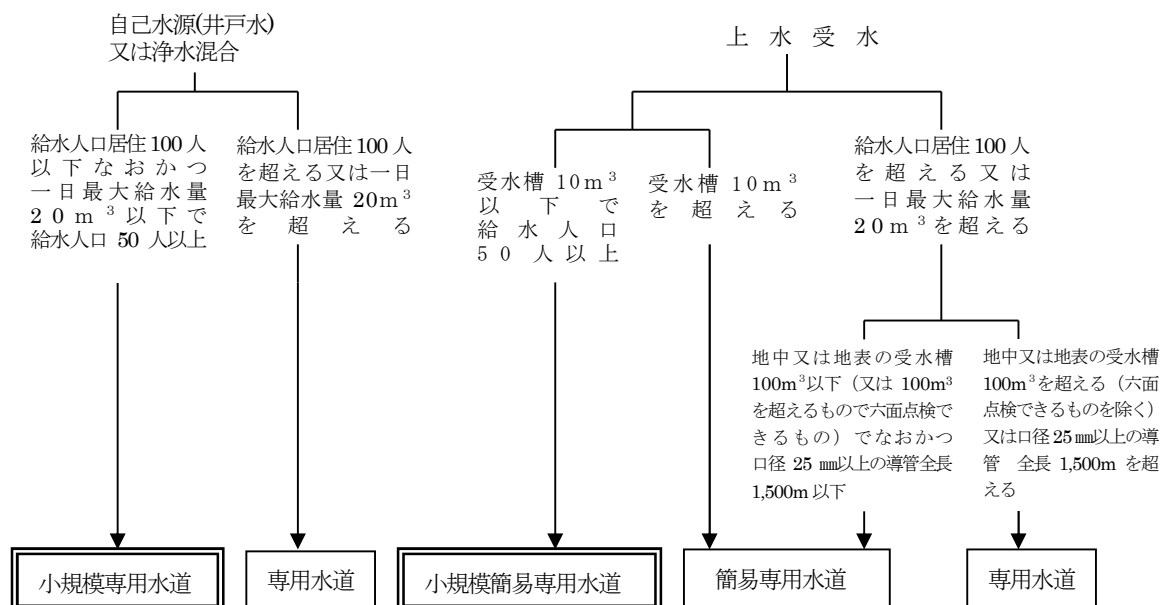 自己水源(井戸水)
又は浄水混合
上水受水
給水人口居住100人
以下なおかつ
一日最大給水量
20m³以下で
給水人口 50 人以上
給水人口居住 100 人
を超える又は一日
最大給水量 20m³
を超える
受水槽 10m³
以下で
給水人口
50人以上
受水槽 10m³
を超える
給水人口居住 100人
を超える又は
一日最大給水量
20m³を超える
地中又は地表の受水槽
100m³以下(又は 100m³
を超えるもので六面点検で
きるもの)でなおかつ
口径 25 ㎜以上の導管全長
1,500m 以下
地中又は地表の受水槽
100m³を超える(六面
点検できるものを除く)
又は口径 25 ㎜以上の導
管 全長 1,500m を超
える
小規模専用水道
専用水道
小規模簡易専用水道
簡易専用水道
専用水道